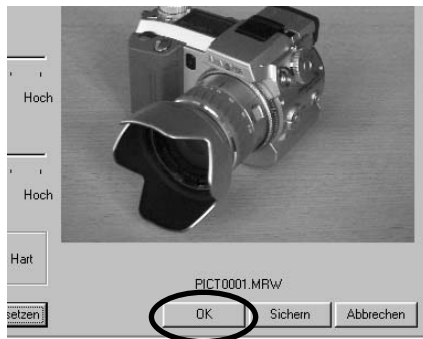 Hoch
Hoch
Hart
PICT0001.MRW
setzen
OK
Sichern
Abbrechen